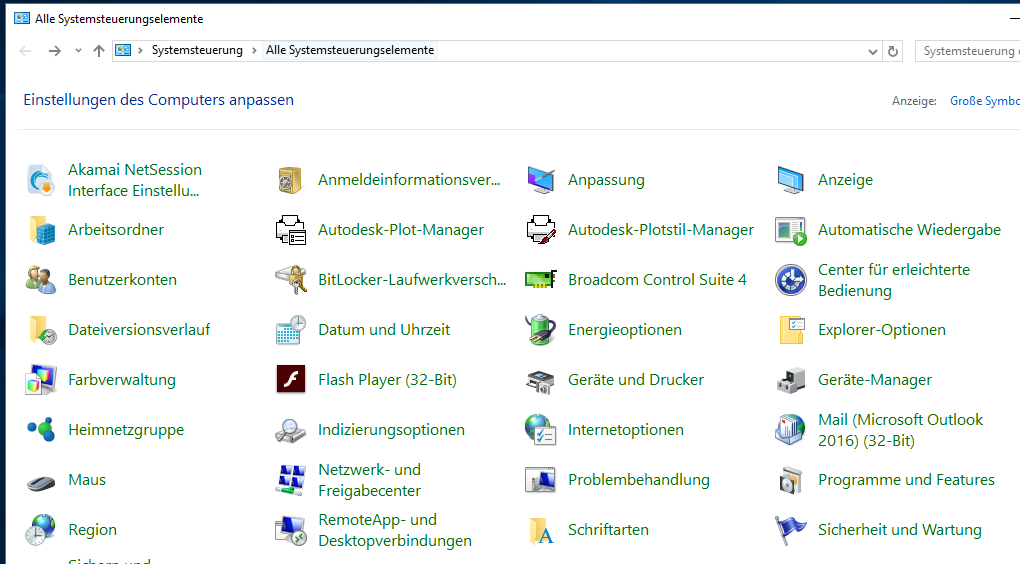 Alle Systemsteuerungselemente
Systemsteuerung
Alle Systemsteuerungselemente
Systemsteuerung
Einstellungen des Computers anpassen
Anzeige:
Große Symbo
Akamai NetSession
Interface Einstellu...
Anmeldeinformationsver...
Anpassung
Anzeige
Arbeitsordner
Autodesk-Plot-Manager
Autodesk-Plotstil-Manager
Automatische Wiedergabe
Benutzerkonten
BitLocker-Laufwerkversch...
Broadcom Control Suite 4
Center für erleichterte
Bedienung
Dateiversionsverlauf
Datum und Uhrzeit
Energieoptionen
Explorer-Optionen
Farbverwaltung
Flash Player (32-Bit)
Geräte und Drucker
Geräte-Manager
Heimnetzgruppe
Indizierungsoptionen
Internetoptionen
Mail (Microsoft Outlook
2016) (32-Bit)
Maus
Netzwerk- und
Freigabecenter
Problembehandlung
Programme und Features
Region
RemoteApp- und
Desktopverbindungen
Schriftarten
Sicherheit und Wartung
Sichern und